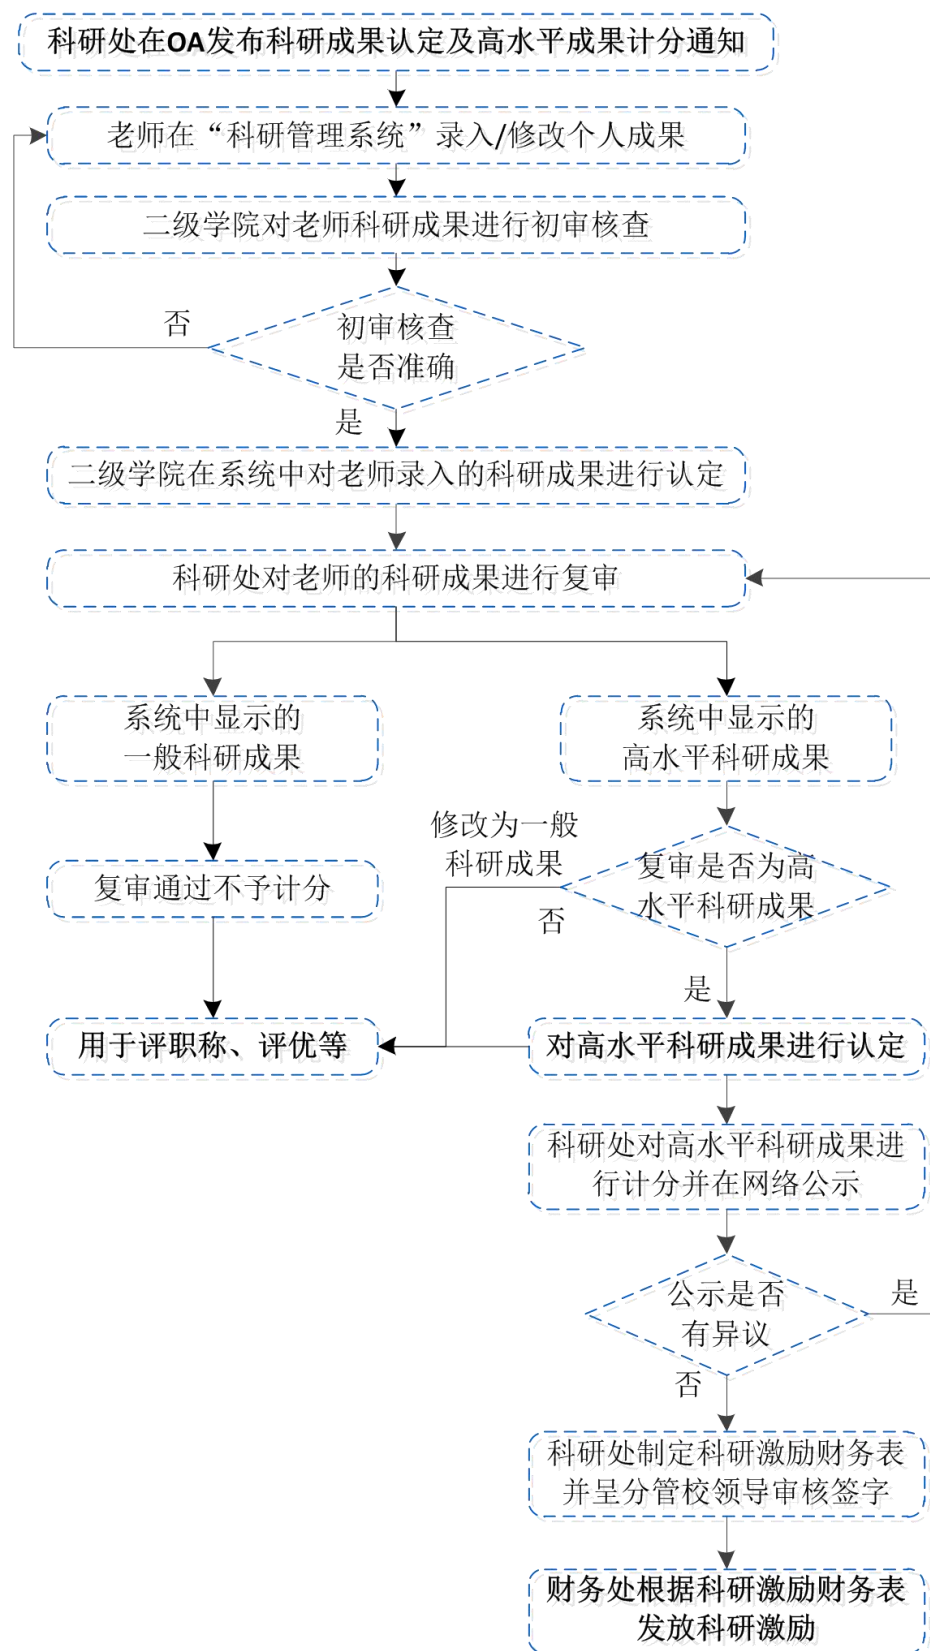 科研处在OA发布科研成果认定及高水平成果计分通知
老师在“科研管理系统”录入/修改个人成果
二级学院对老师科研成果进行初审核查
否
初审核查
是否准确
是
二级学院在系统中对老师录入的科研成果进行认定
科研处对老师的科研成果进行复审
系统中显示的
一般科研成果
系统中显示的
高水平科研成果
修改为一般
科研成果
复审是否为高
水平科研成果
复审通过不予计分
否
是
用于评职称、评优等
对高水平科研成果进行认定
科研处对高水平科研成果进
行计分并在网络公示
公示是否
有异议
是
否
科研处制定科研激励财务表
并呈分管校领导审核签字
财务处根据科研激励财务表
发放科研激励